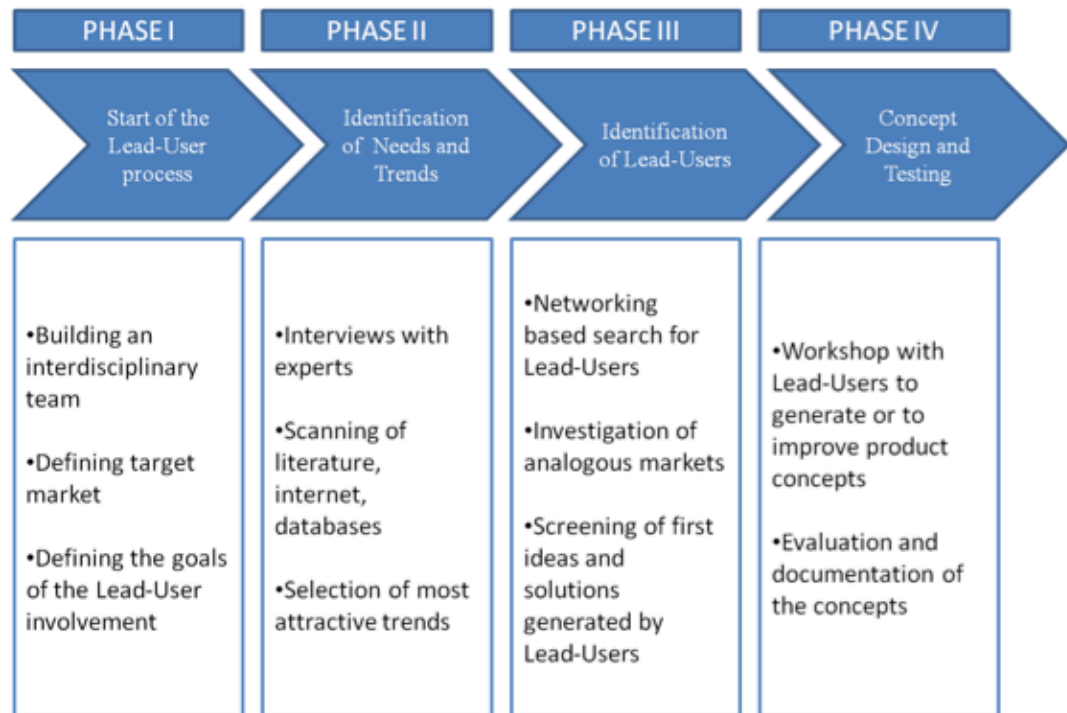 PHASE I
PHASE II
PHASE III
PHASE IV
Start of the
Lead-User
process
Identification
of Needs and
Trends
Identification
of Lead-Users
Concept
Design and
Testing
•Building an
interdisciplinary
team
•Defining target
market
•Defining the goals
of the Lead-User
involvement
•Interviews with
experts
•Scanning of
literature,
internet,
databases
•Selection of most
attractive trends
•Networking
based search for
Lead-Users
•Investigation of
analogous markets
•Screening of first
ideas and
solutions
generated by
Lead-Users
•Workshop with
Lead-Users to
generate or to
improve product
concepts
•Evaluation and
documentation of
the concepts